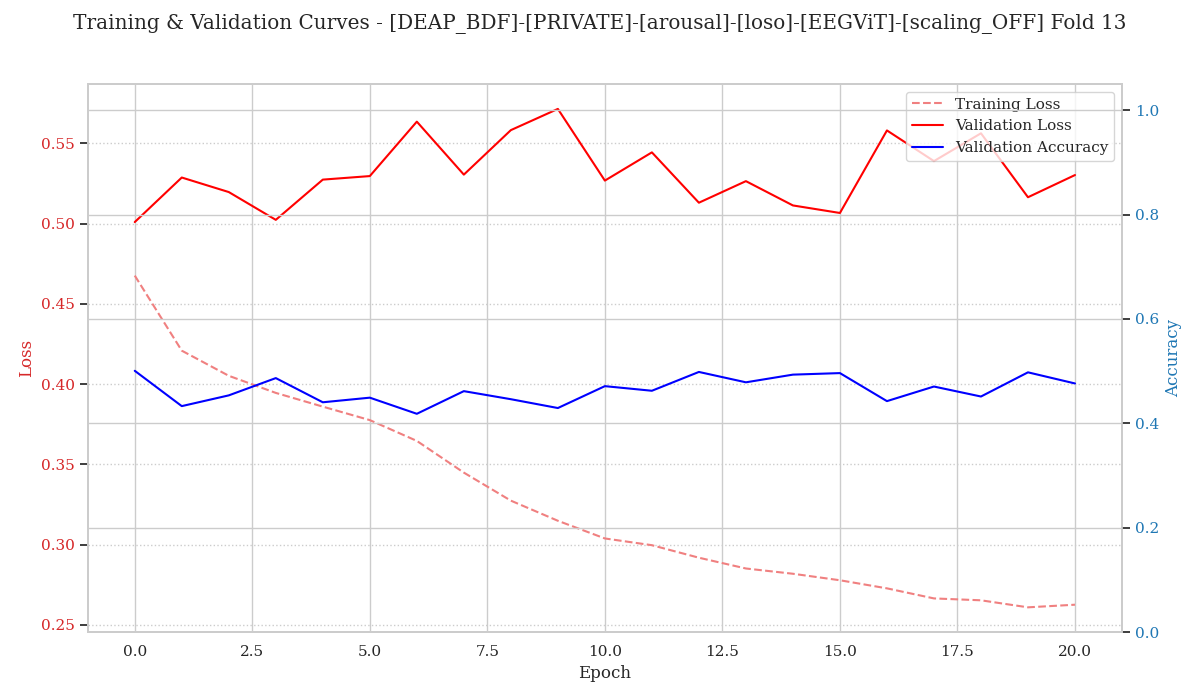 Training & Validation Curves - [DEAP_BDF]-[PRIVATE]-[arousal]-[loso]-[EEGViT]-[scaling_OFF] Fold 13
Training Loss
Validation Loss
Validation Accuracy
Loss
0.55
0.50
0.45
0.40
0.35
0.30
0.25
1.0
0.8
0.6
0.4
0.2
0.0
Accuracy
0.0 2.5 5.0 7.5 10.0 12.5 15.0 17.5 20.0
Epoch